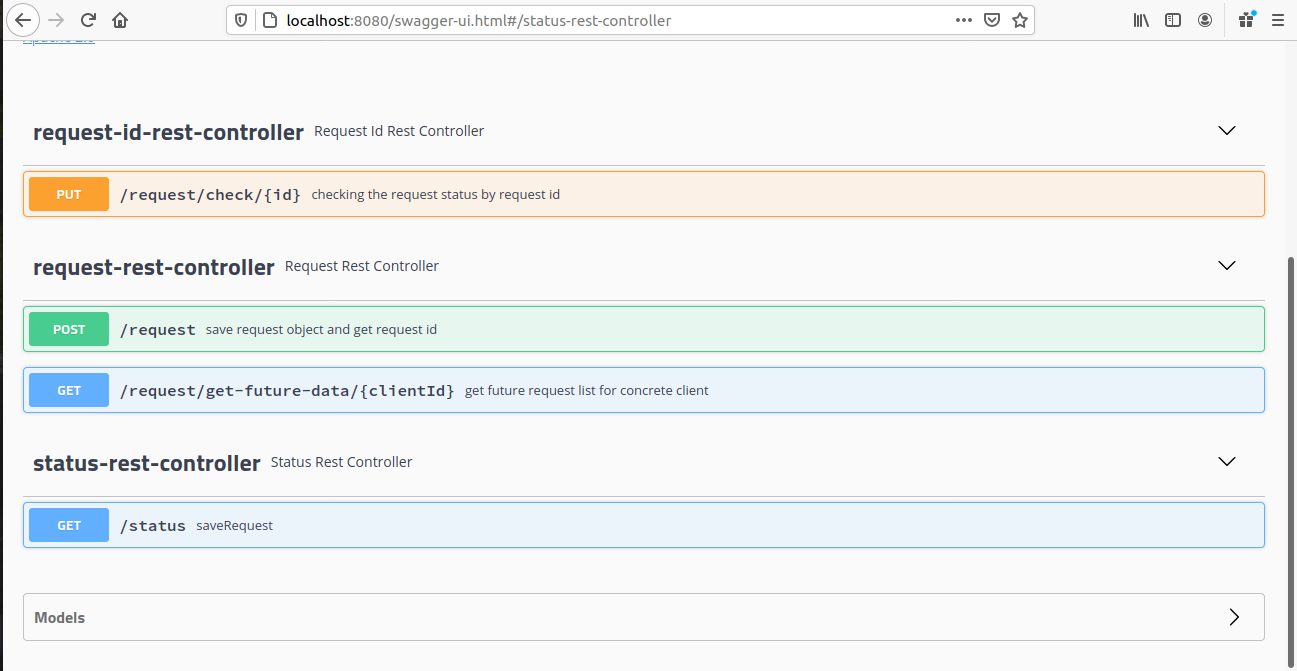 localhost:8080/swagger-ui.html#/status-rest-controller
Apache 2.0
request-id-rest-controller Request Id Rest Controller
PUT /request/check/{id} checking the request status by request id
request-rest-controller Request Rest Controller
POST /request save request object and get request id
GET /request/get-future-data/{clientId} get future request list for concrete client
status-rest-controller Status Rest Controller
GET /status saveRequest
Models